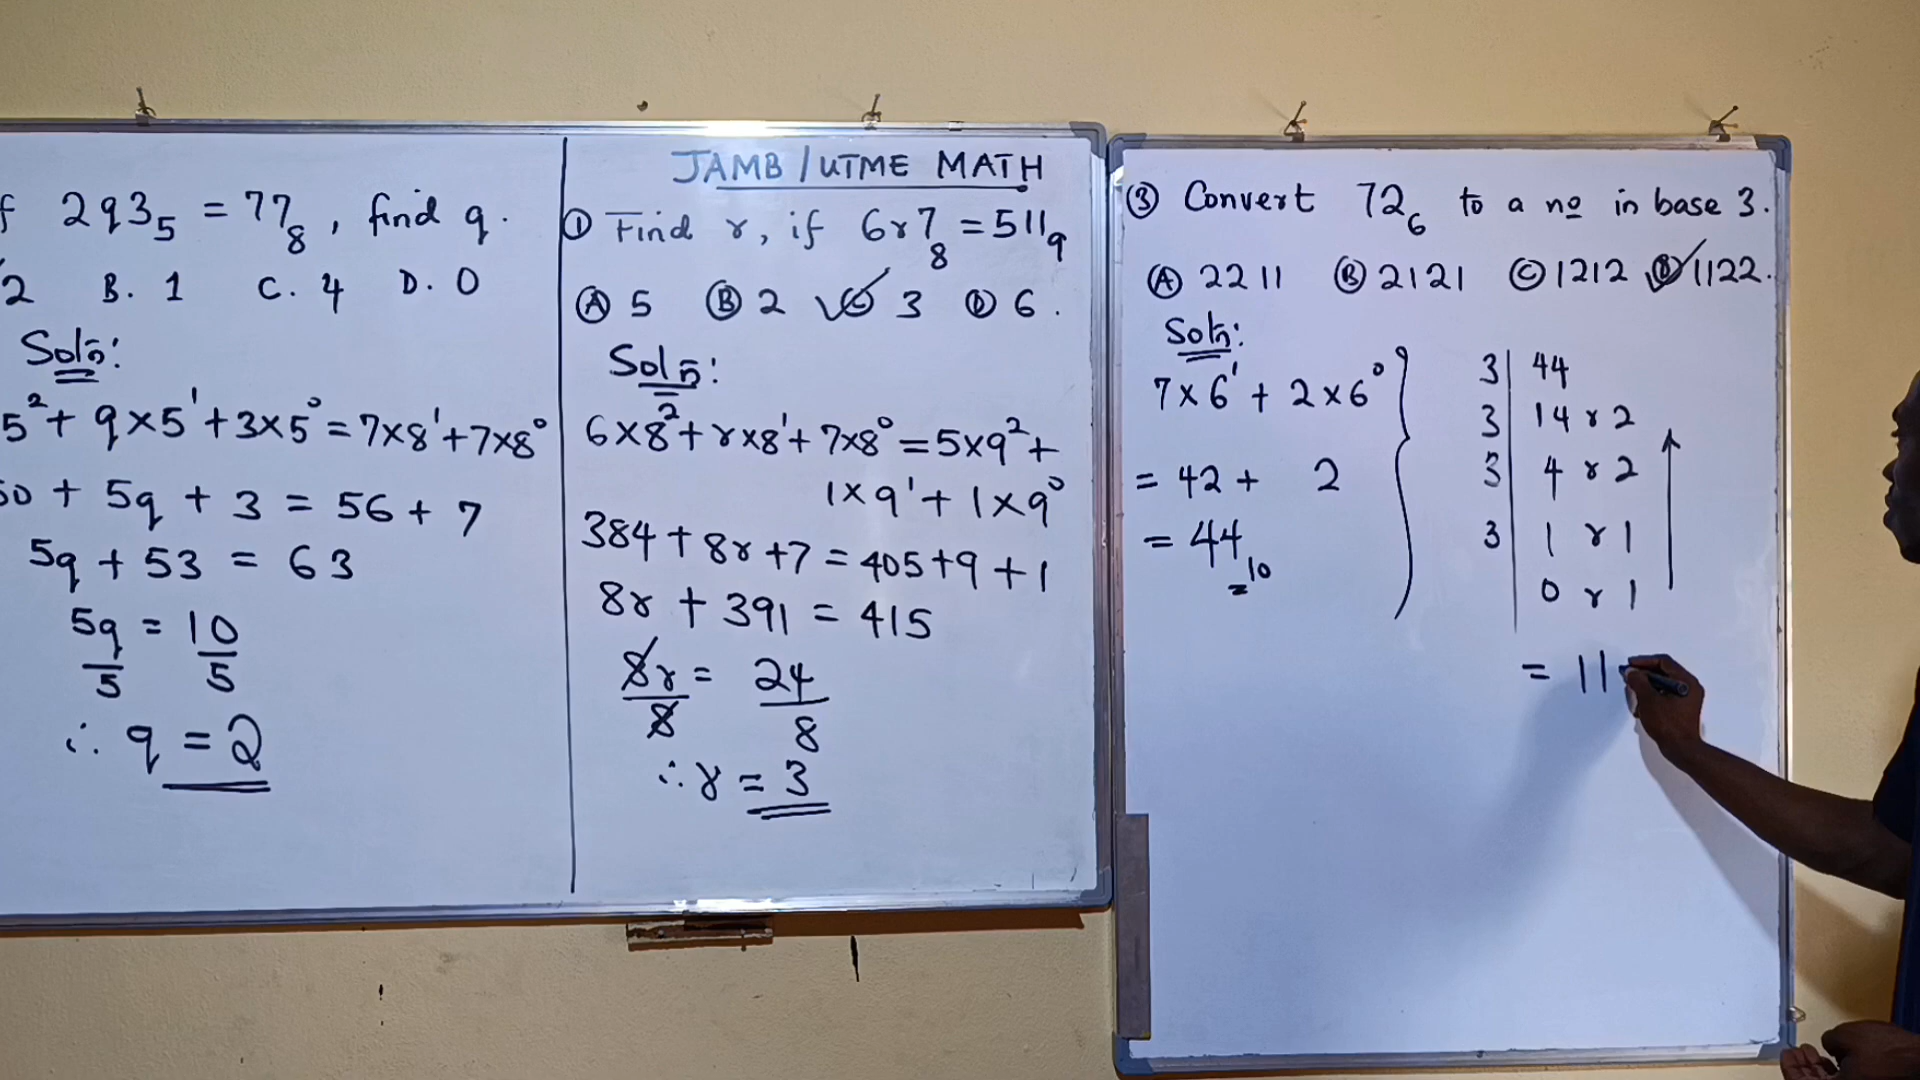 f 2q3₅ = 77₈, find q.
2 B. 1 C. 4 D. 0
Soln:
5² + q×5¹ + 3×5⁰ = 7×8¹ + 7×8⁰
50 + 5q + 3 = 56 + 7
5q + 53 = 63
5q/5 = 10/5
∴ q = 2
JAMB/UTME MATH
① Find r, if 6r7₈ = 511₉
Ⓐ 5 Ⓑ 2 ✓Ⓒ 3 Ⓓ 6.
Soln:
6×8² + r×8¹ + 7×8⁰ = 5×9² +
1×9¹ + 1×9⁰
384 + 8r + 7 = 405 + 9 + 1
8r + 391 = 415
8r/8 = 24/8
∴ r = 3
③ Convert 72₆ to a no in base 3.
Ⓐ 2211 Ⓑ 2121 Ⓒ 1212 Ⓓ✓ 1122.
Soln:
7×6¹ + 2×6⁰
= 42 + 2
= 44₁₀
3 | 44
3 | 14 r 2
3 | 4 r 2
3 | 1 r 1
0 r 1
= 11